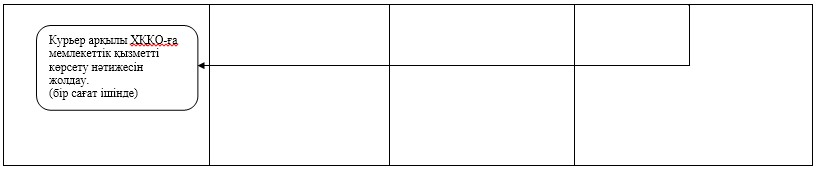 Курьер арқылы ХҚКО-ға
мемлекеттік қызметті
көрсету нәтижесін
жолдау.
(бір сағат ішінде)